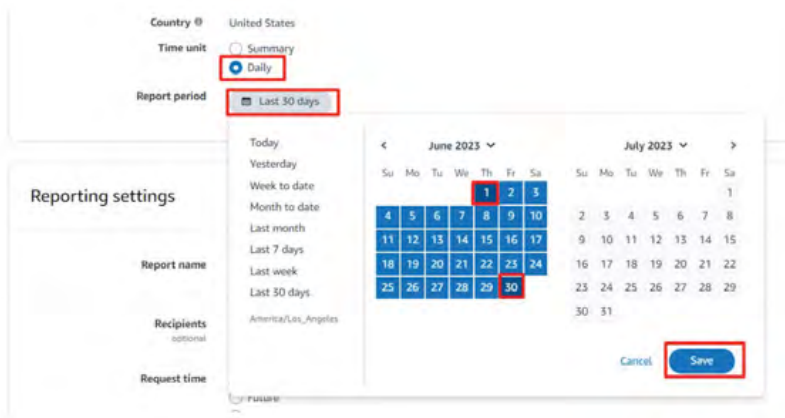 Country United States
Time unit Summary
Daily
Report period Last 30 days
Today
Yesterday
Week to date
Month to date
Last month
Last 7 days
Last week
Last 30 days
America/Los_Angeles
June 2023 July 2023
Su Mo Tu We Th Fr Sa Su Mo Tu We Th Fr Sa
1 2 3 1
4 5 6 7 8 9 10 2 3 4 5 6 7 8
11 12 13 14 15 16 17 9 10 11 12 13 14 15
18 19 20 21 22 23 24 16 17 18 19 20 21 22
25 26 27 28 29 30 23 24 25 26 27 28 29
30 31
Cancel Save
Reporting settings
Report name
Recipients
optional
Request time
Future